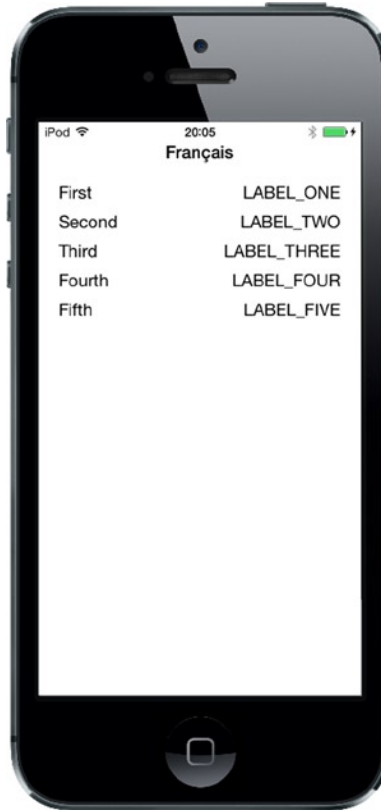 iPod 20:05
Français
First LABEL_ONE
Second LABEL_TWO
Third LABEL_THREE
Fourth LABEL_FOUR
Fifth LABEL_FIVE